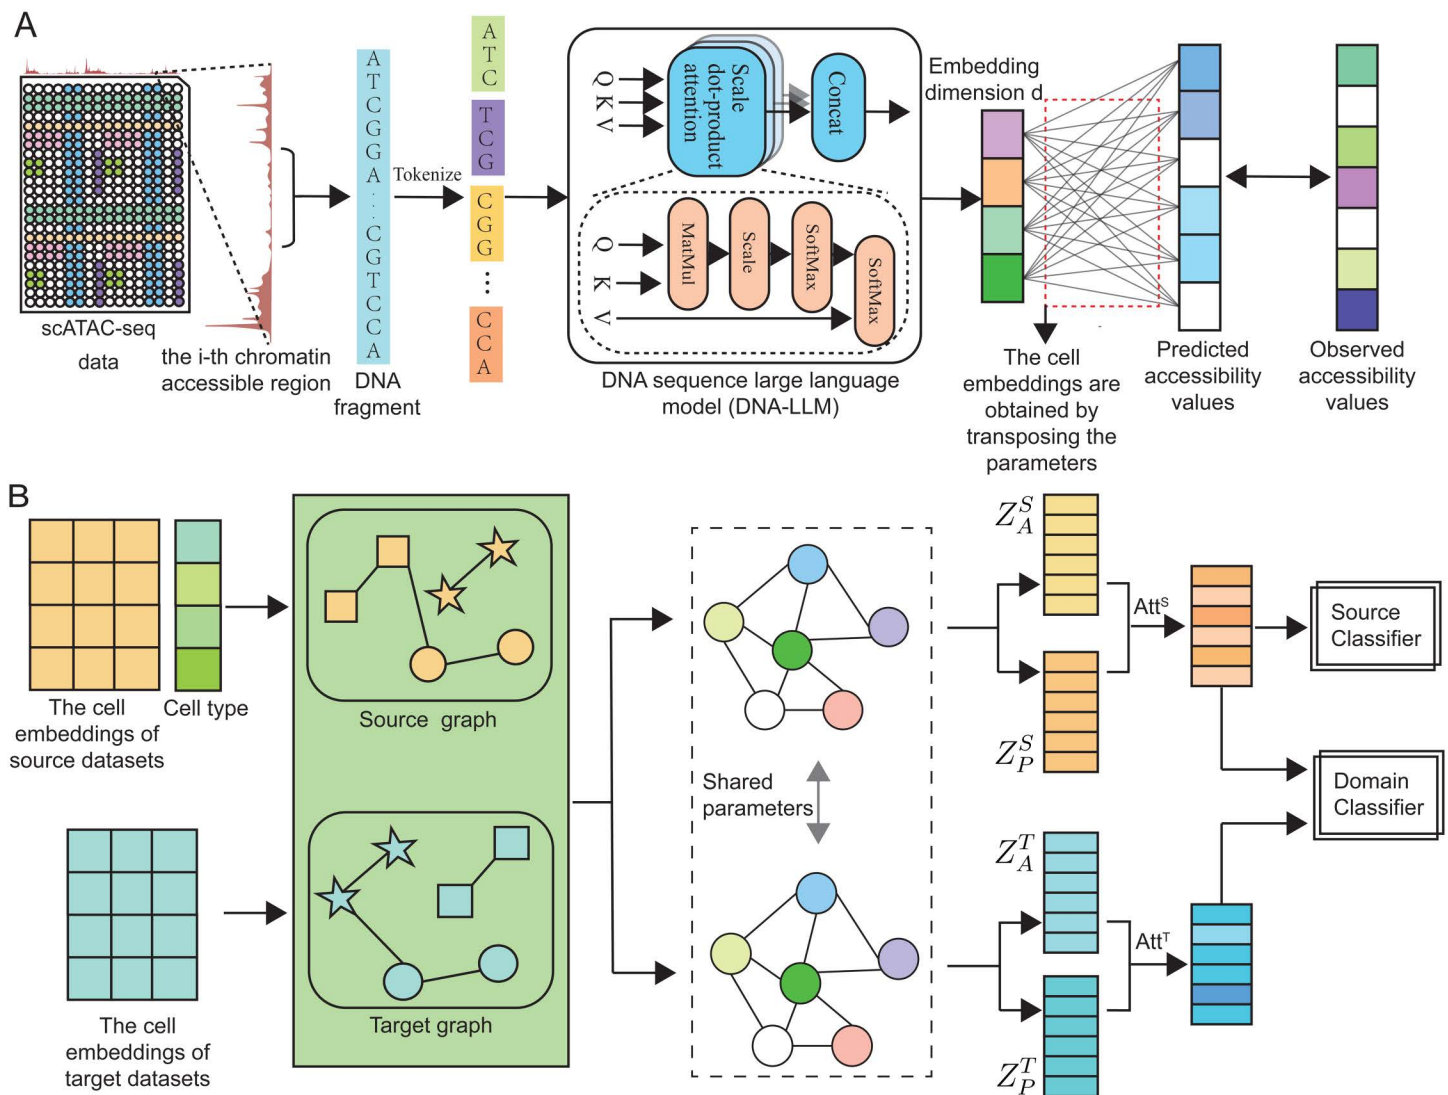 A
scATAC-seq
data
the i-th chromatin
accessible region
A
T
C
G
G
A
.
.
.
C
G
T
C
C
A
DNA
fragment
Tokenize
A
T
C
T
C
G
C
G
G
⋮
C
C
A
Q
K
V
Scale
dot-product
attention
Concat
Q
K
V
MatMul
Scale
SoftMax
SoftMax
DNA sequence large language
model (DNA-LLM)
Embedding
dimension d
The cell
embeddings are
obtained by
transposing the
parameters
Predicted
accessibility
values
Observed
accessibility
values
B
The cell
embeddings of
source datasets
Cell type
The cell
embeddings of
target datasets
Source graph
Target graph
Shared
parameters
Z_A^S
Z_P^S
Att^S
Z_A^T
Z_P^T
Att^T
Source
Classifier
Domain
Classifier